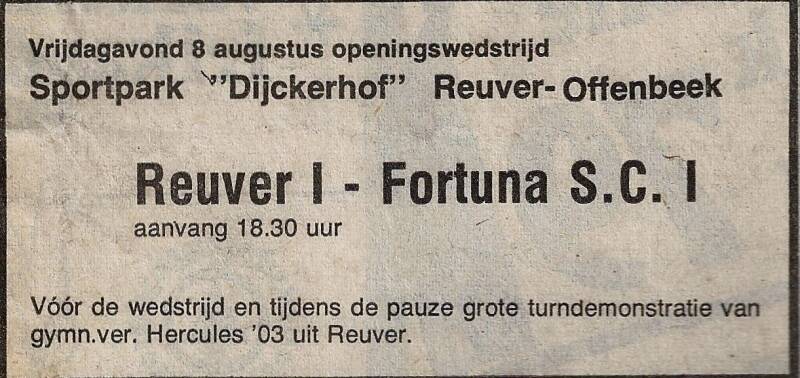 Vrijdagavond 8 augustus openingswedstrijd
Sportpark ''Dijckerhof'' Reuver-Offenbeek
Reuver I - Fortuna S.C. I
aanvang 18.30 uur
Vóór de wedstrijd en tijdens de pauze grote turndemonstratie van
gymn.ver. Hercules '03 uit Reuver.